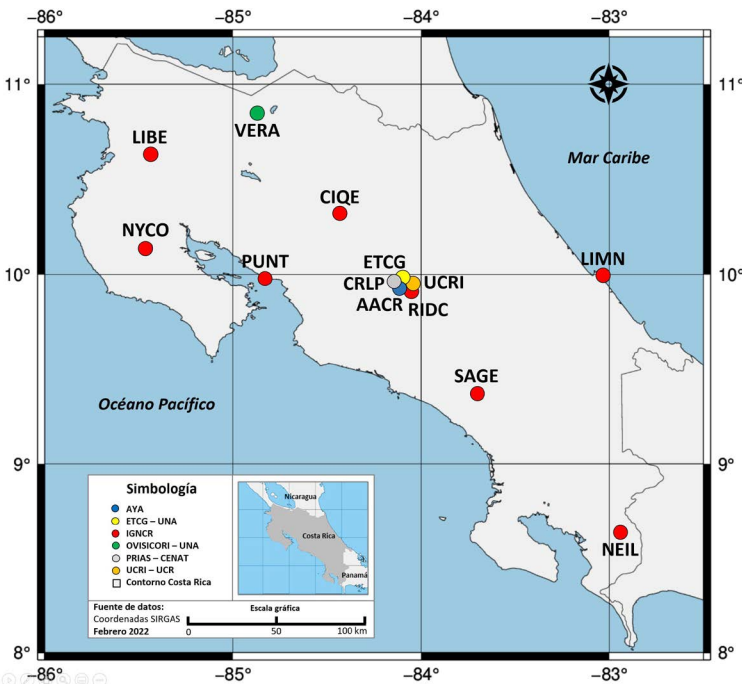 −86° −85° −84° −83°
11° 11°
VERA
LIBE
Mar Caribe
CIQE
NYCO
ETCG
LIMN
PUNT
10° 10°
CRLP UCRI
AACR RIDC
SAGE
Océano Pacífico
9° 9°
Simbología
AYA
ETCG – UNA
IGNCR
OVISICORI – UNA
PRIAS – CENAT
UCRI – UCR
Contorno Costa Rica
Nicaragua
Costa Rica
Panamá
NEIL
Fuente de datos:
Coordenadas SIRGAS
Febrero 2022
Escala gráfica
0 50 100 km
8° 8°
−86° −85° −84° −83°